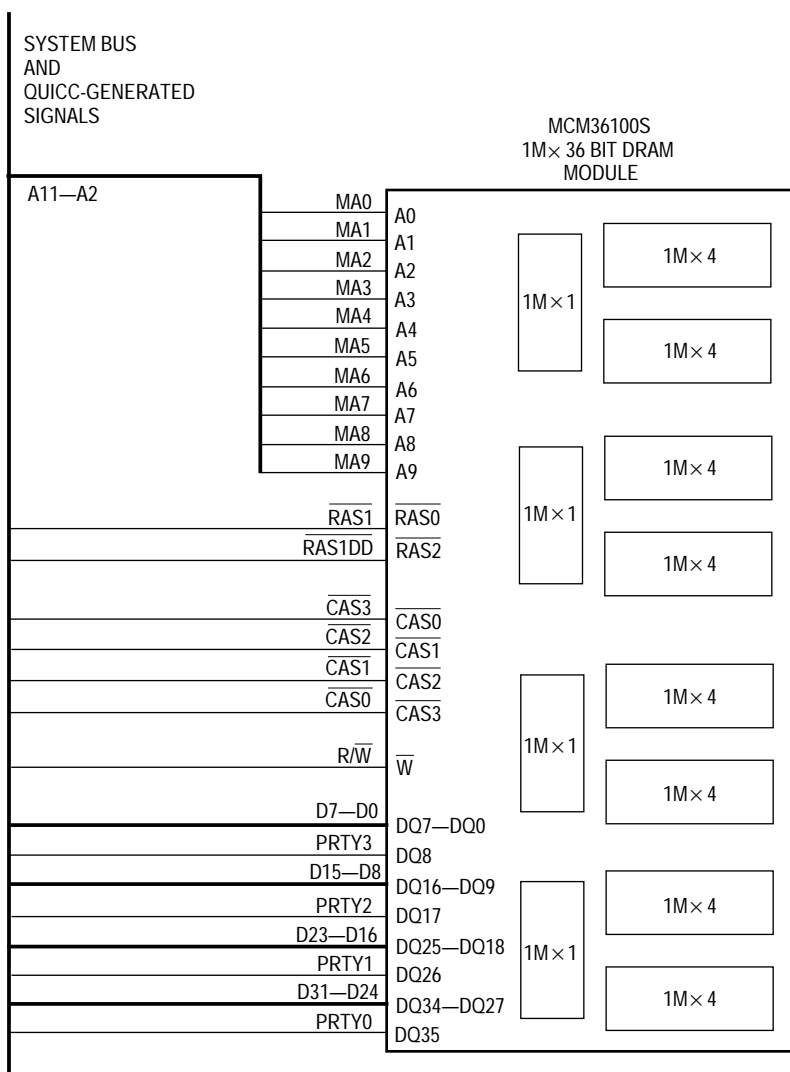 SYSTEM BUS
AND
QUICC-GENERATED
SIGNALS
MCM36100S
1M× 36 BIT DRAM
MODULE
A11—A2
MA0
A0
MA1
A1
MA2
A2
MA3
A3
MA4
A4
MA5
A5
MA6
A6
MA7
A7
MA8
A8
MA9
A9
RAS1
RAS0
RAS1DD
RAS2
CAS3
CAS0
CAS2
CAS1
CAS1
CAS2
CAS0
CAS3
R/W
W
D7—D0
DQ7—DQ0
PRTY3
DQ8
D15—D8
DQ16—DQ9
PRTY2
DQ17
D23—D16
DQ25—DQ18
PRTY1
DQ26
D31—D24
DQ34—DQ27
PRTY0
DQ35
1M×1
1M× 4
1M× 4
1M×1
1M× 4
1M× 4
1M×1
1M× 4
1M× 4
1M×1
1M× 4
1M× 4